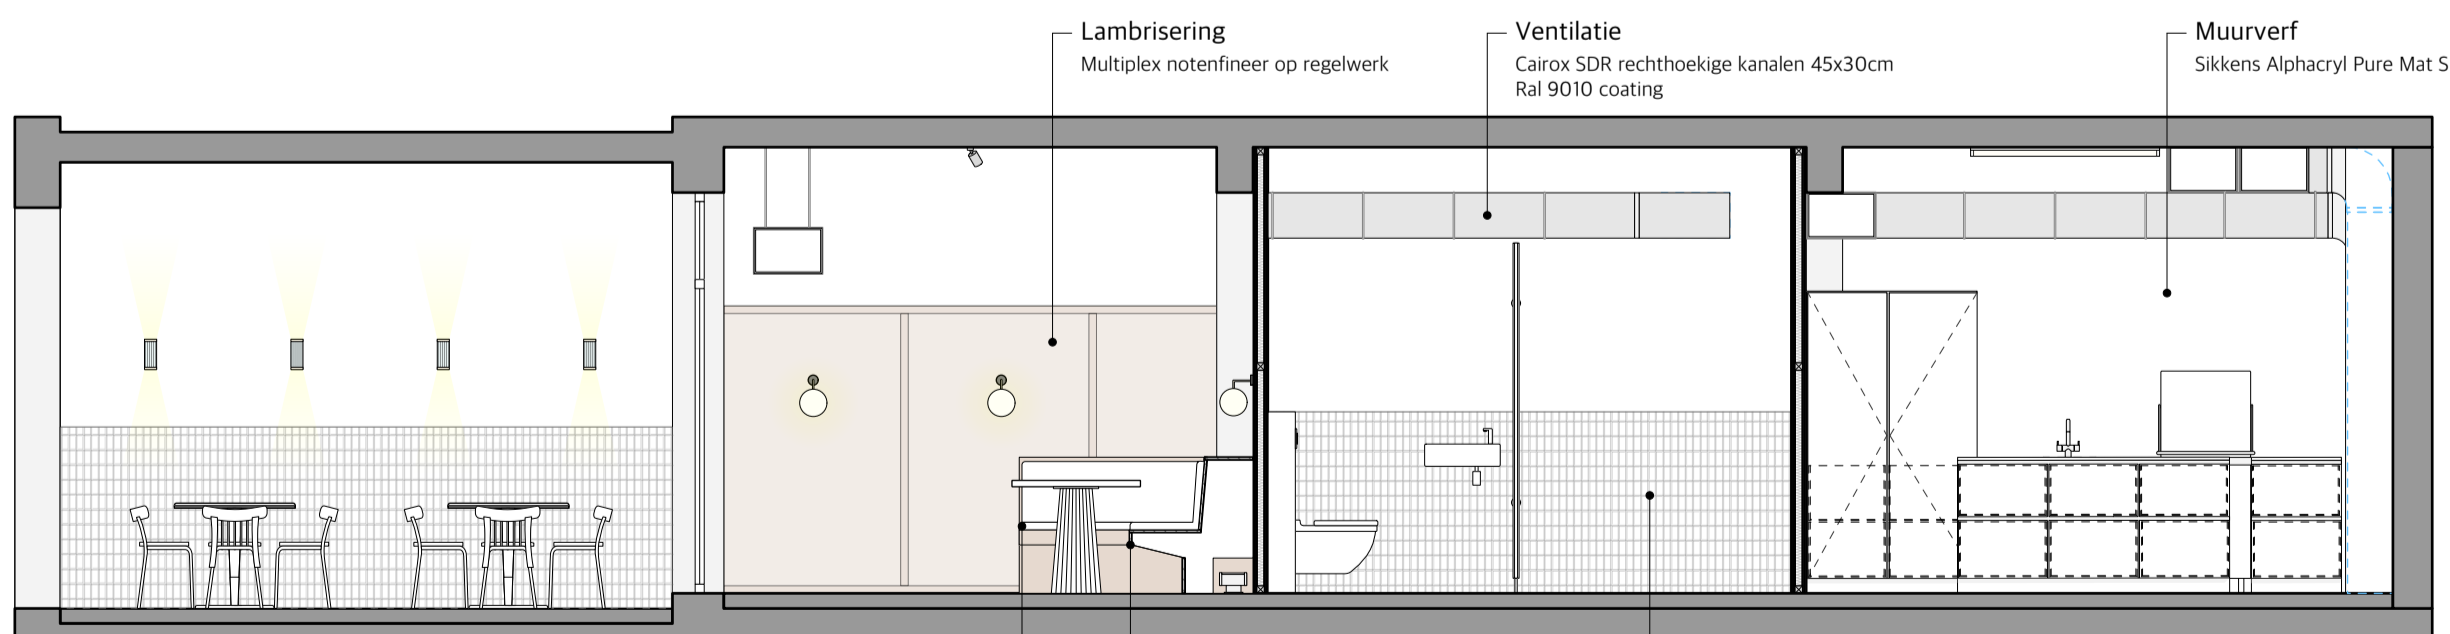 Lambrisering
Multiplex notenfineer op regelwerk
Ventilatie
Cairox SDR rechthoekige kanalen 45x30cm
Ral 9010 coating
Muurverf
Sikkens Alphacryl Pure Mat S